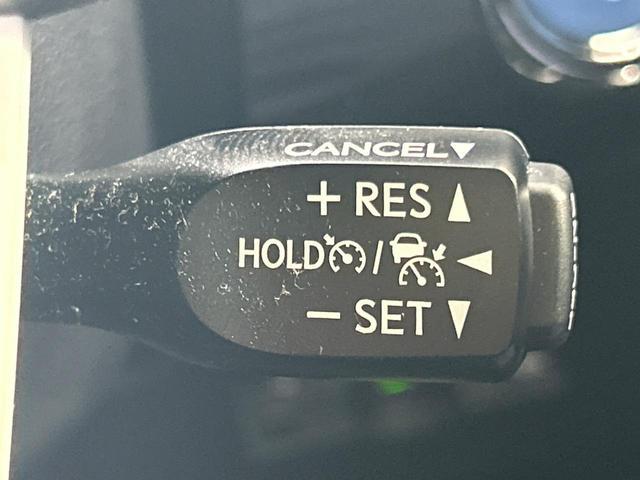 CANCEL▼
+ RES ▲
HOLD / ◀
− SET ▼